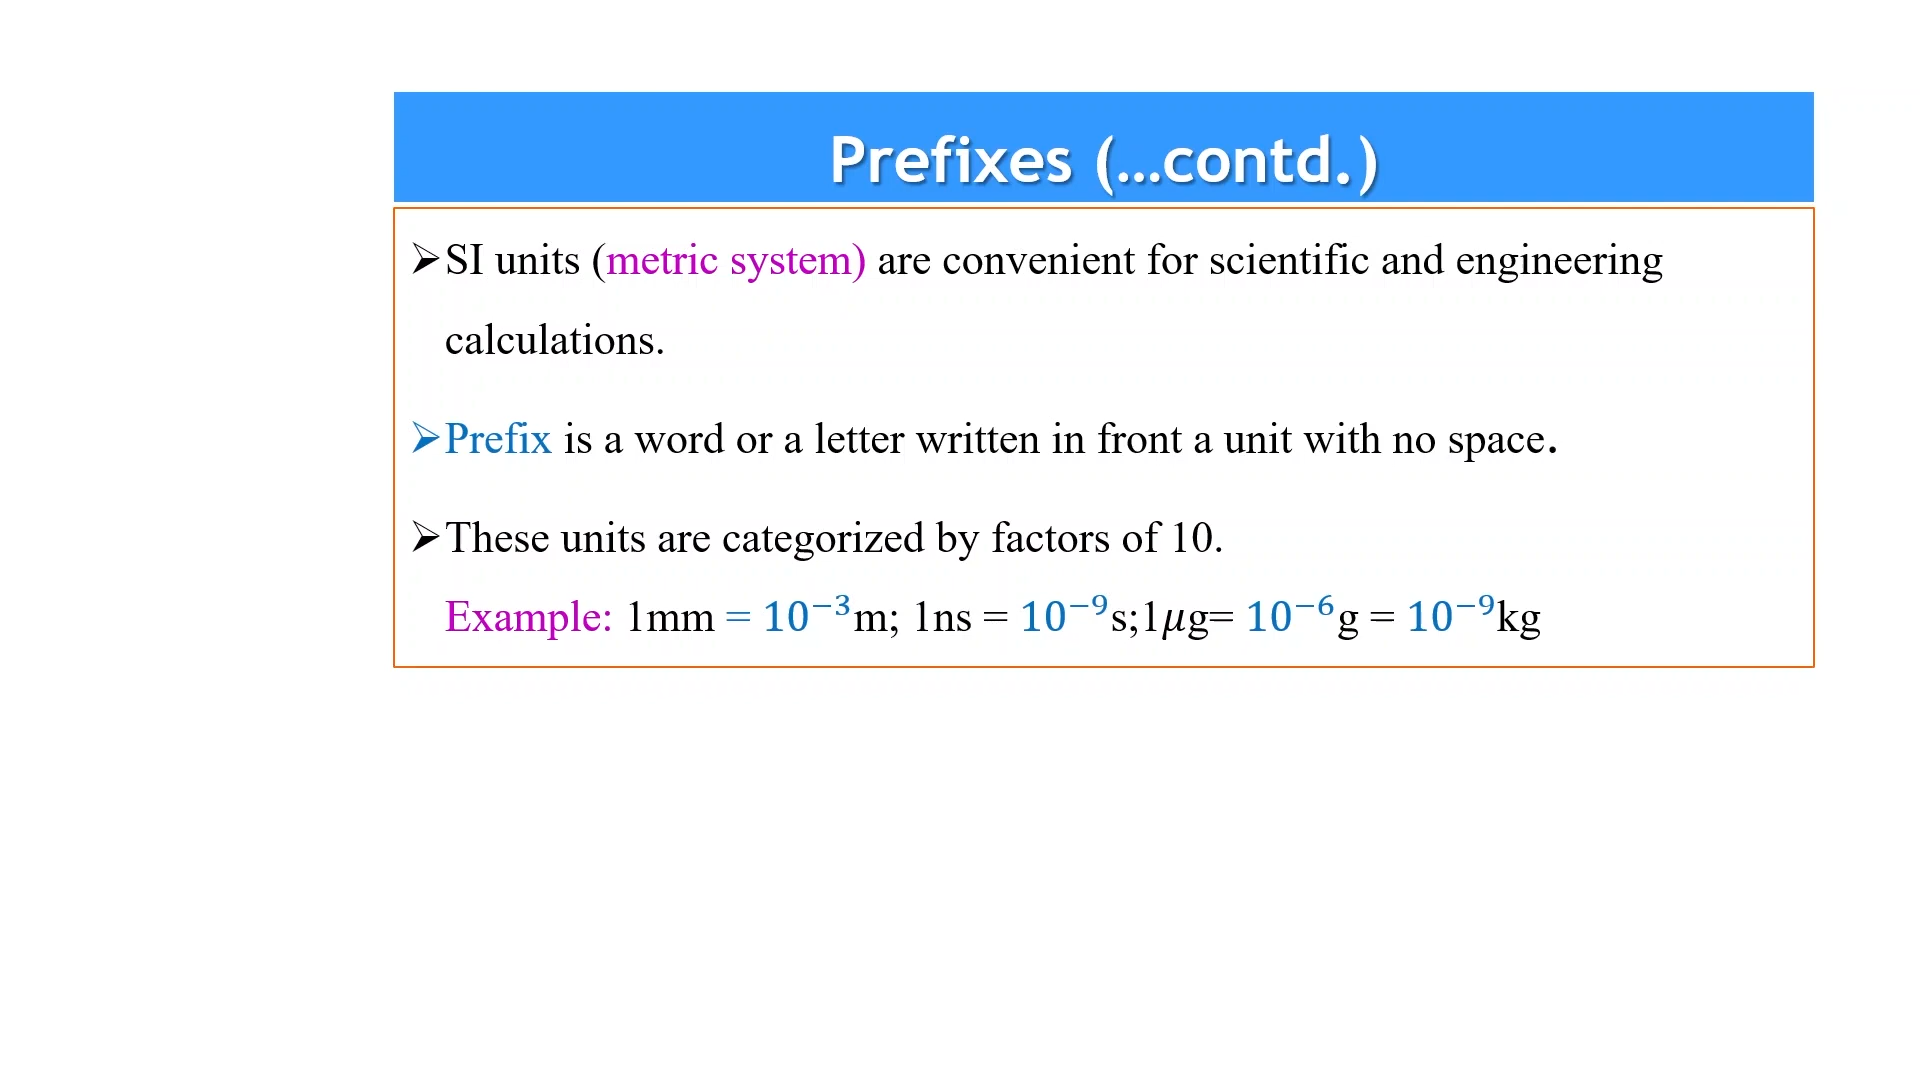 Prefixes (...contd.)
➢SI units (metric system) are convenient for scientific and engineering
calculations.
➢Prefix is a word or a letter written in front a unit with no space.
➢These units are categorized by factors of 10.
Example: 1mm = 10⁻³m; 1ns = 10⁻⁹s;1μg= 10⁻⁶g = 10⁻⁹kg